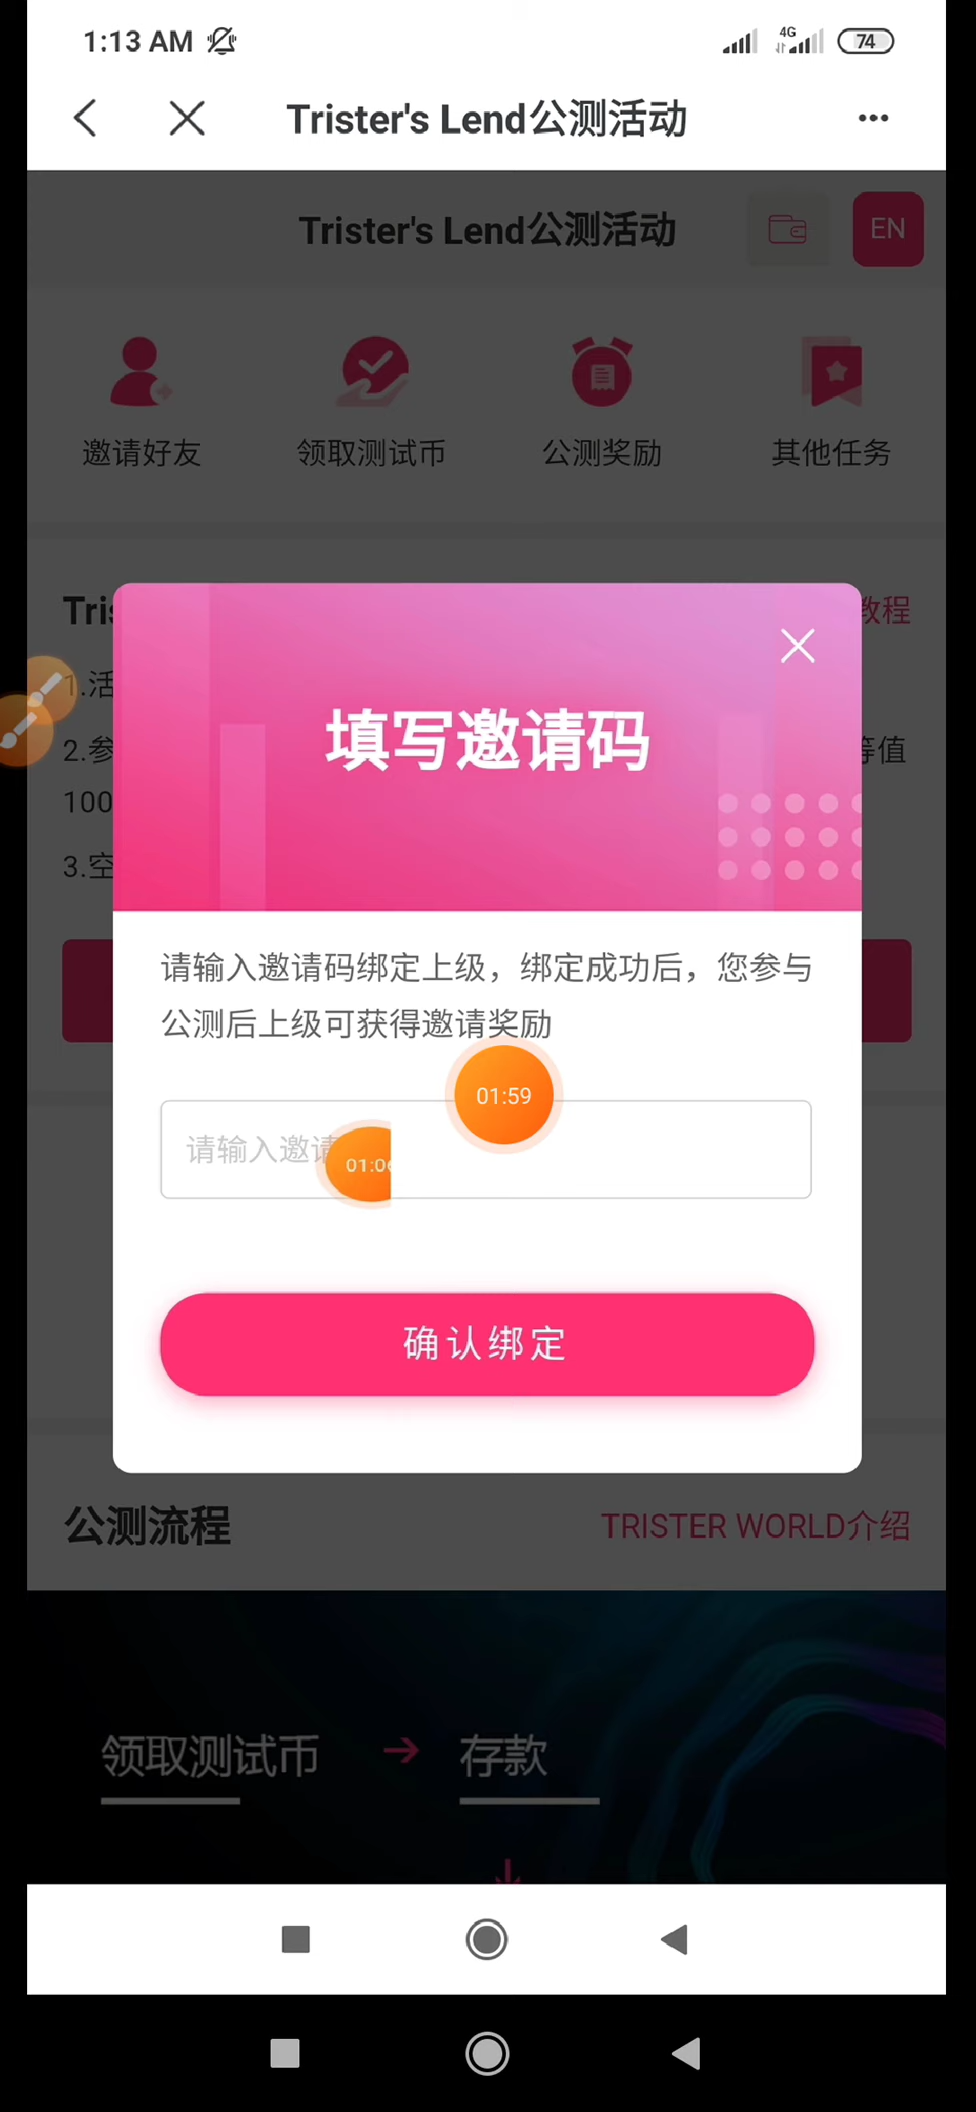 1:13 AM
4G
74
Trister's Lend公测活动
Trister's Lend公测活动
EN
邀请好友
领取测试币
公测奖励
其他任务
Tris
教程
1.活
2.参
等值
100
3.空
填写邀请码
请输入邀请码绑定上级，绑定成功后，您参与
公测后上级可获得邀请奖励
01:59
请输入邀请
01:06
确认绑定
公测流程
TRISTER WORLD介绍
领取测试币
存款